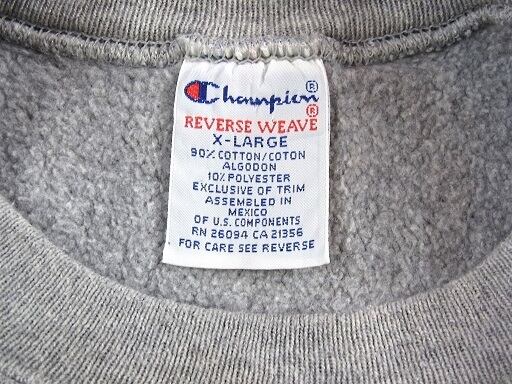 Champion®
®
REVERSE WEAVE
X-LARGE
90% COTTON/COTON
ALGODON
10% POLYESTER
EXCLUSIVE OF TRIM
ASSEMBLED IN
MEXICO
OF U.S. COMPONENTS
RN 26094 CA 21356
FOR CARE SEE REVERSE